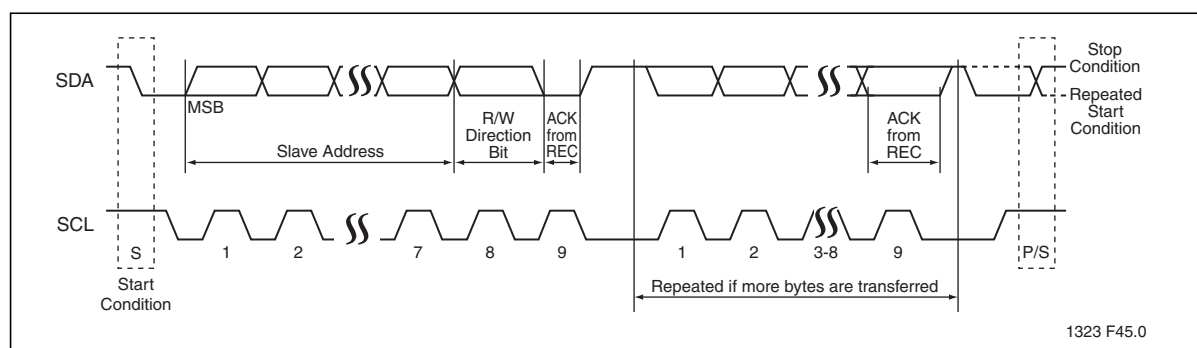 SDA
MSB
Slave Address
R/W
Direction
Bit
ACK
from
REC
ACK
from
REC
Stop
Condition
Repeated
Start
Condition
SCL
S
1
2
7
8
9
1
2
3-8
9
P/S
Start
Condition
Repeated if more bytes are transferred
1323 F45.0